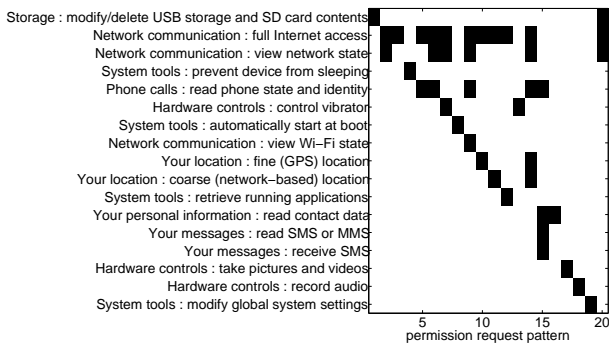 Storage : modify/delete USB storage and SD card contents
Network communication : full Internet access
Network communication : view network state
System tools : prevent device from sleeping
Phone calls : read phone state and identity
Hardware controls : control vibrator
System tools : automatically start at boot
Network communication : view Wi−Fi state
Your location : fine (GPS) location
Your location : coarse (network−based) location
System tools : retrieve running applications
Your personal information : read contact data
Your messages : read SMS or MMS
Your messages : receive SMS
Hardware controls : take pictures and videos
Hardware controls : record audio
System tools : modify global system settings
5 10 15 20
permission request pattern